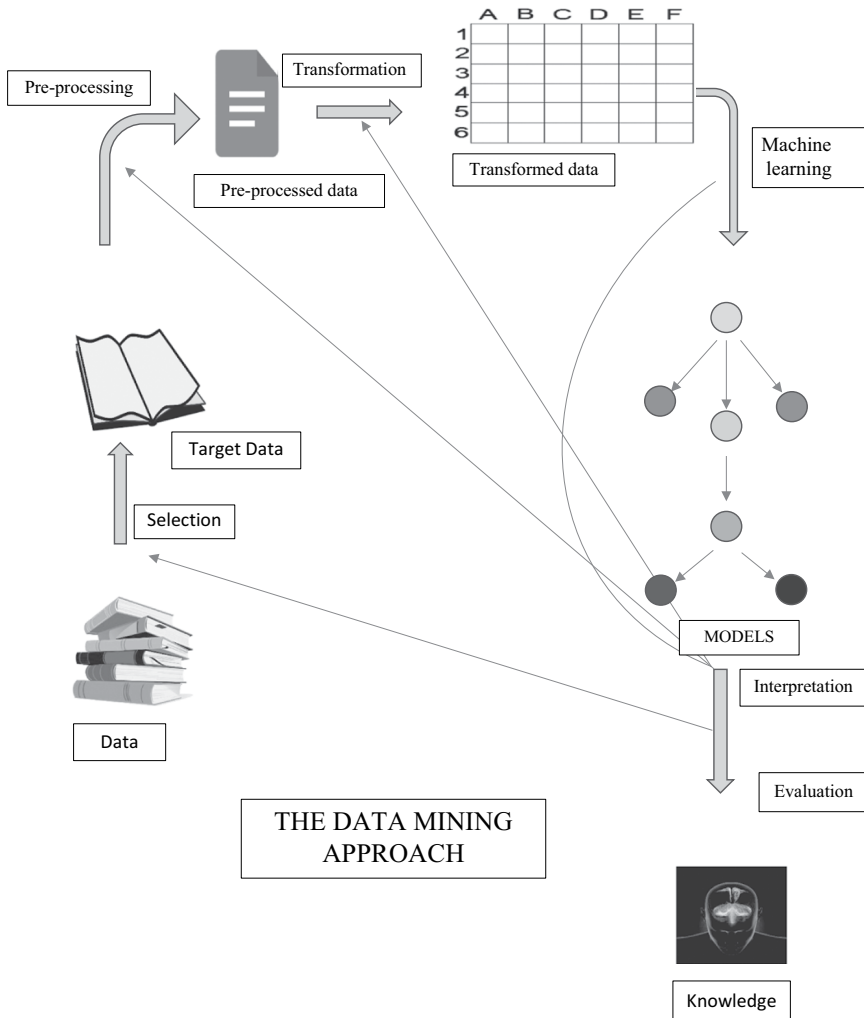 A B C D E F
1
2
3
4
5
6
Pre-processing
Transformation
Machine
learning
Transformed data
Pre-processed data
Target Data
Selection
MODELS
Interpretation
Data
Evaluation
THE DATA MINING
APPROACH
Knowledge